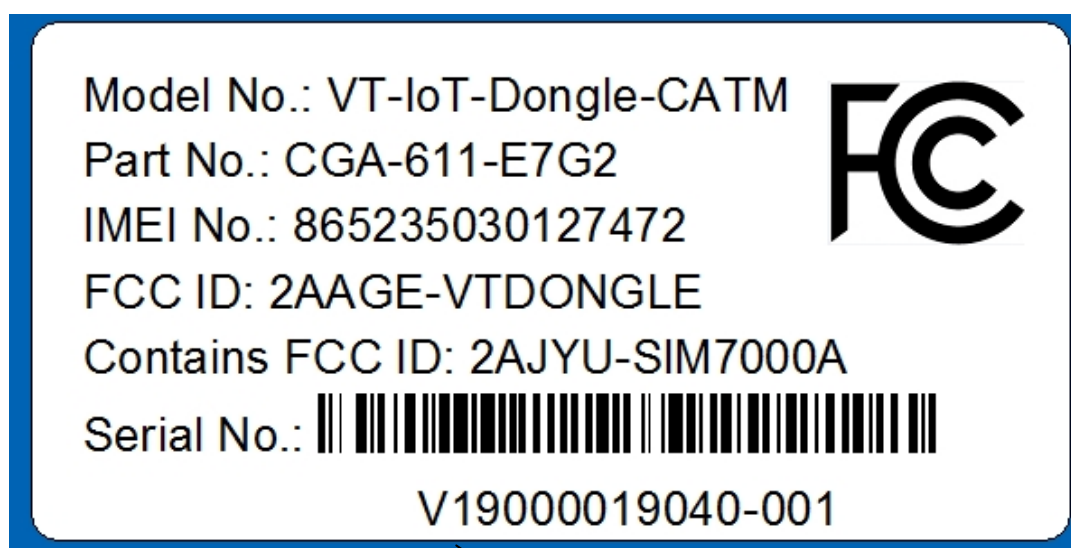 Model No.: VT-IoT-Dongle-CATM
Part No.: CGA-611-E7G2
IMEI No.: 865235030127472
FCC ID: 2AAGE-VTDONGLE
Contains FCC ID: 2AJYU-SIM7000A
Serial No.:
V19000019040-001
FCC